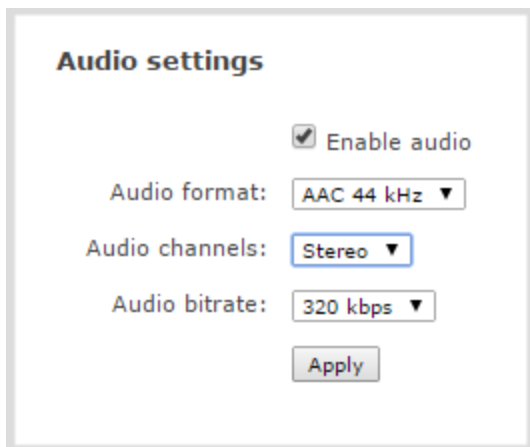 Audio settings
Enable audio
Audio format: AAC 44 kHz
Audio channels: Stereo
Audio bitrate: 320 kbps
Apply